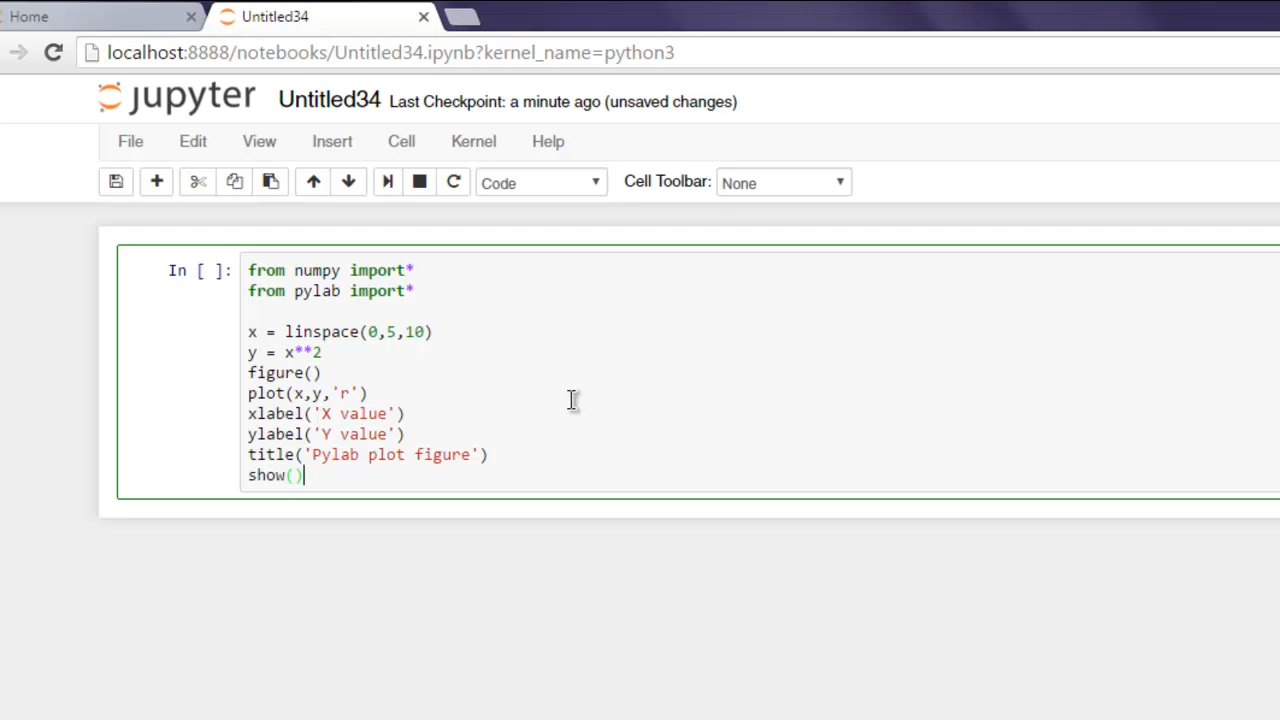 Home
Untitled34
localhost:8888/notebooks/Untitled34.ipynb?kernel_name=python3
jupyter Untitled34 Last Checkpoint: a minute ago (unsaved changes)
File Edit View Insert Cell Kernel Help
Code Cell Toolbar: None
In [ ]: from numpy import*
from pylab import*
x = linspace(0,5,10)
y = x**2
figure()
plot(x,y,'r')
xlabel('X value')
ylabel('Y value')
title('Pylab plot figure')
show()